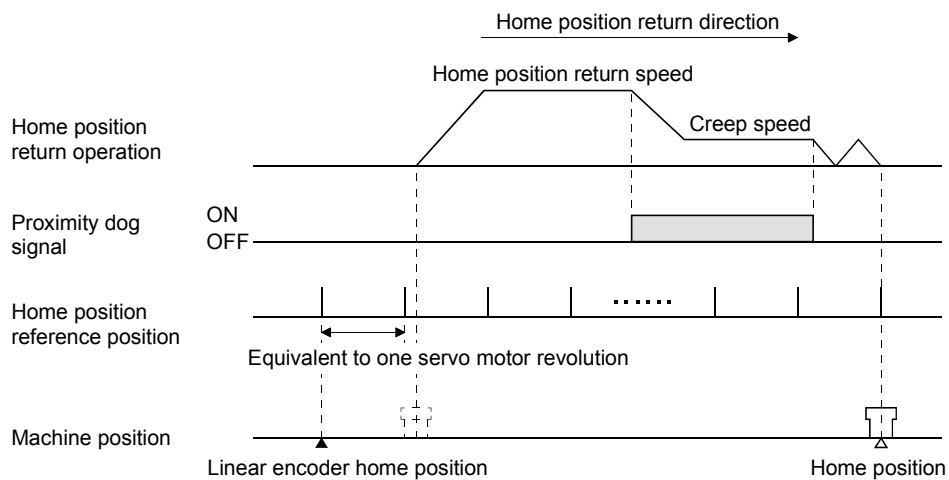 Home position return direction
Home position return speed
Creep speed
Home position
return operation
ON
Proximity dog
signal
OFF
Home position
reference position
Equivalent to one servo motor revolution
Machine position
Linear encoder home position
Home position